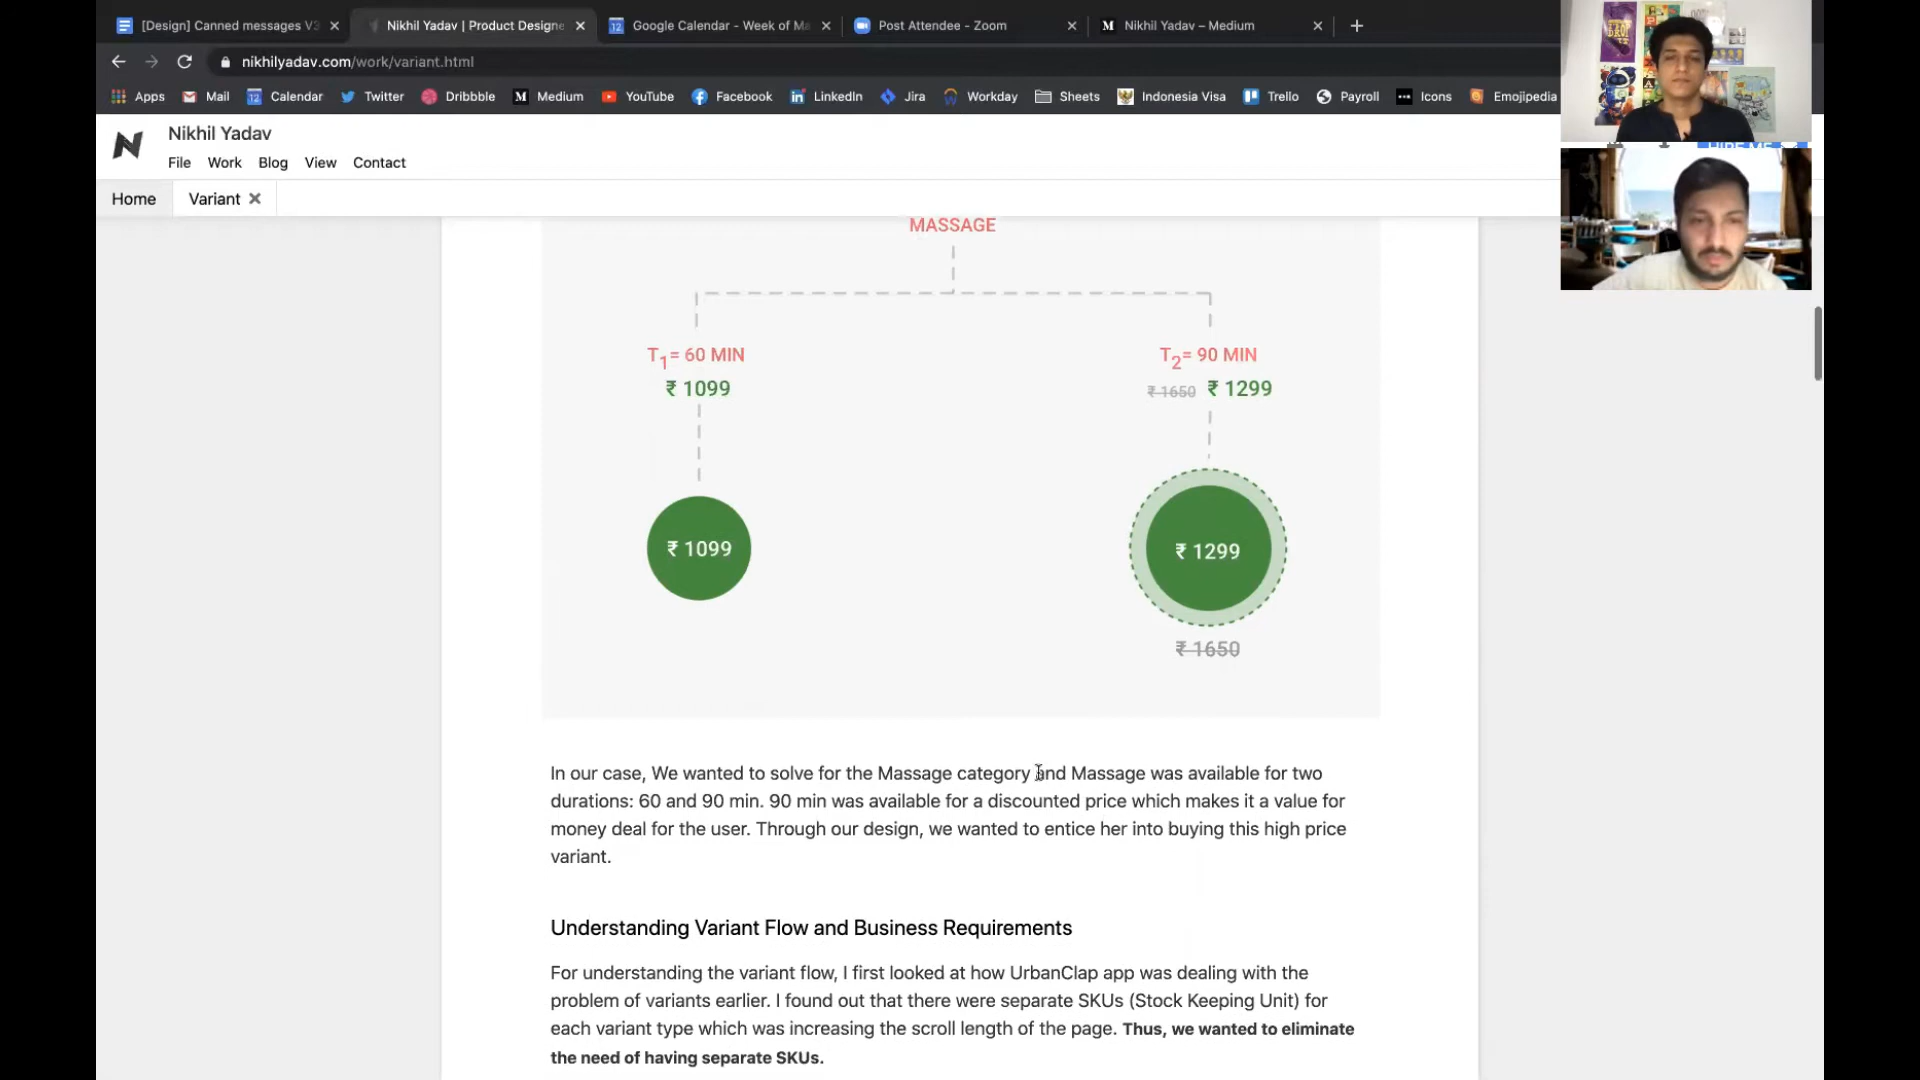 [Design] Canned messages V3
Nikhil Yadav | Product Designe
Google Calendar - Week of Ma
Post Attendee - Zoom
Nikhil Yadav – Medium
nikhilyadav.com/work/variant.html
Apps Mail Calendar Twitter Dribbble Medium YouTube Facebook LinkedIn Jira Workday Sheets Indonesia Visa Trello Payroll Icons Emojipedia
Nikhil Yadav
File Work Blog View Contact
HIRE ME
Home Variant
MASSAGE
T1= 60 MIN
₹ 1099
T2= 90 MIN
₹ 1650 ₹ 1299
₹ 1099
₹ 1299
₹ 1650
In our case, We wanted to solve for the Massage category and Massage was available for two
durations: 60 and 90 min. 90 min was available for a discounted price which makes it a value for
money deal for the user. Through our design, we wanted to entice her into buying this high price
variant.
Understanding Variant Flow and Business Requirements
For understanding the variant flow, I first looked at how UrbanClap app was dealing with the
problem of variants earlier. I found out that there were separate SKUs (Stock Keeping Unit) for
each variant type which was increasing the scroll length of the page. Thus, we wanted to eliminate
the need of having separate SKUs.